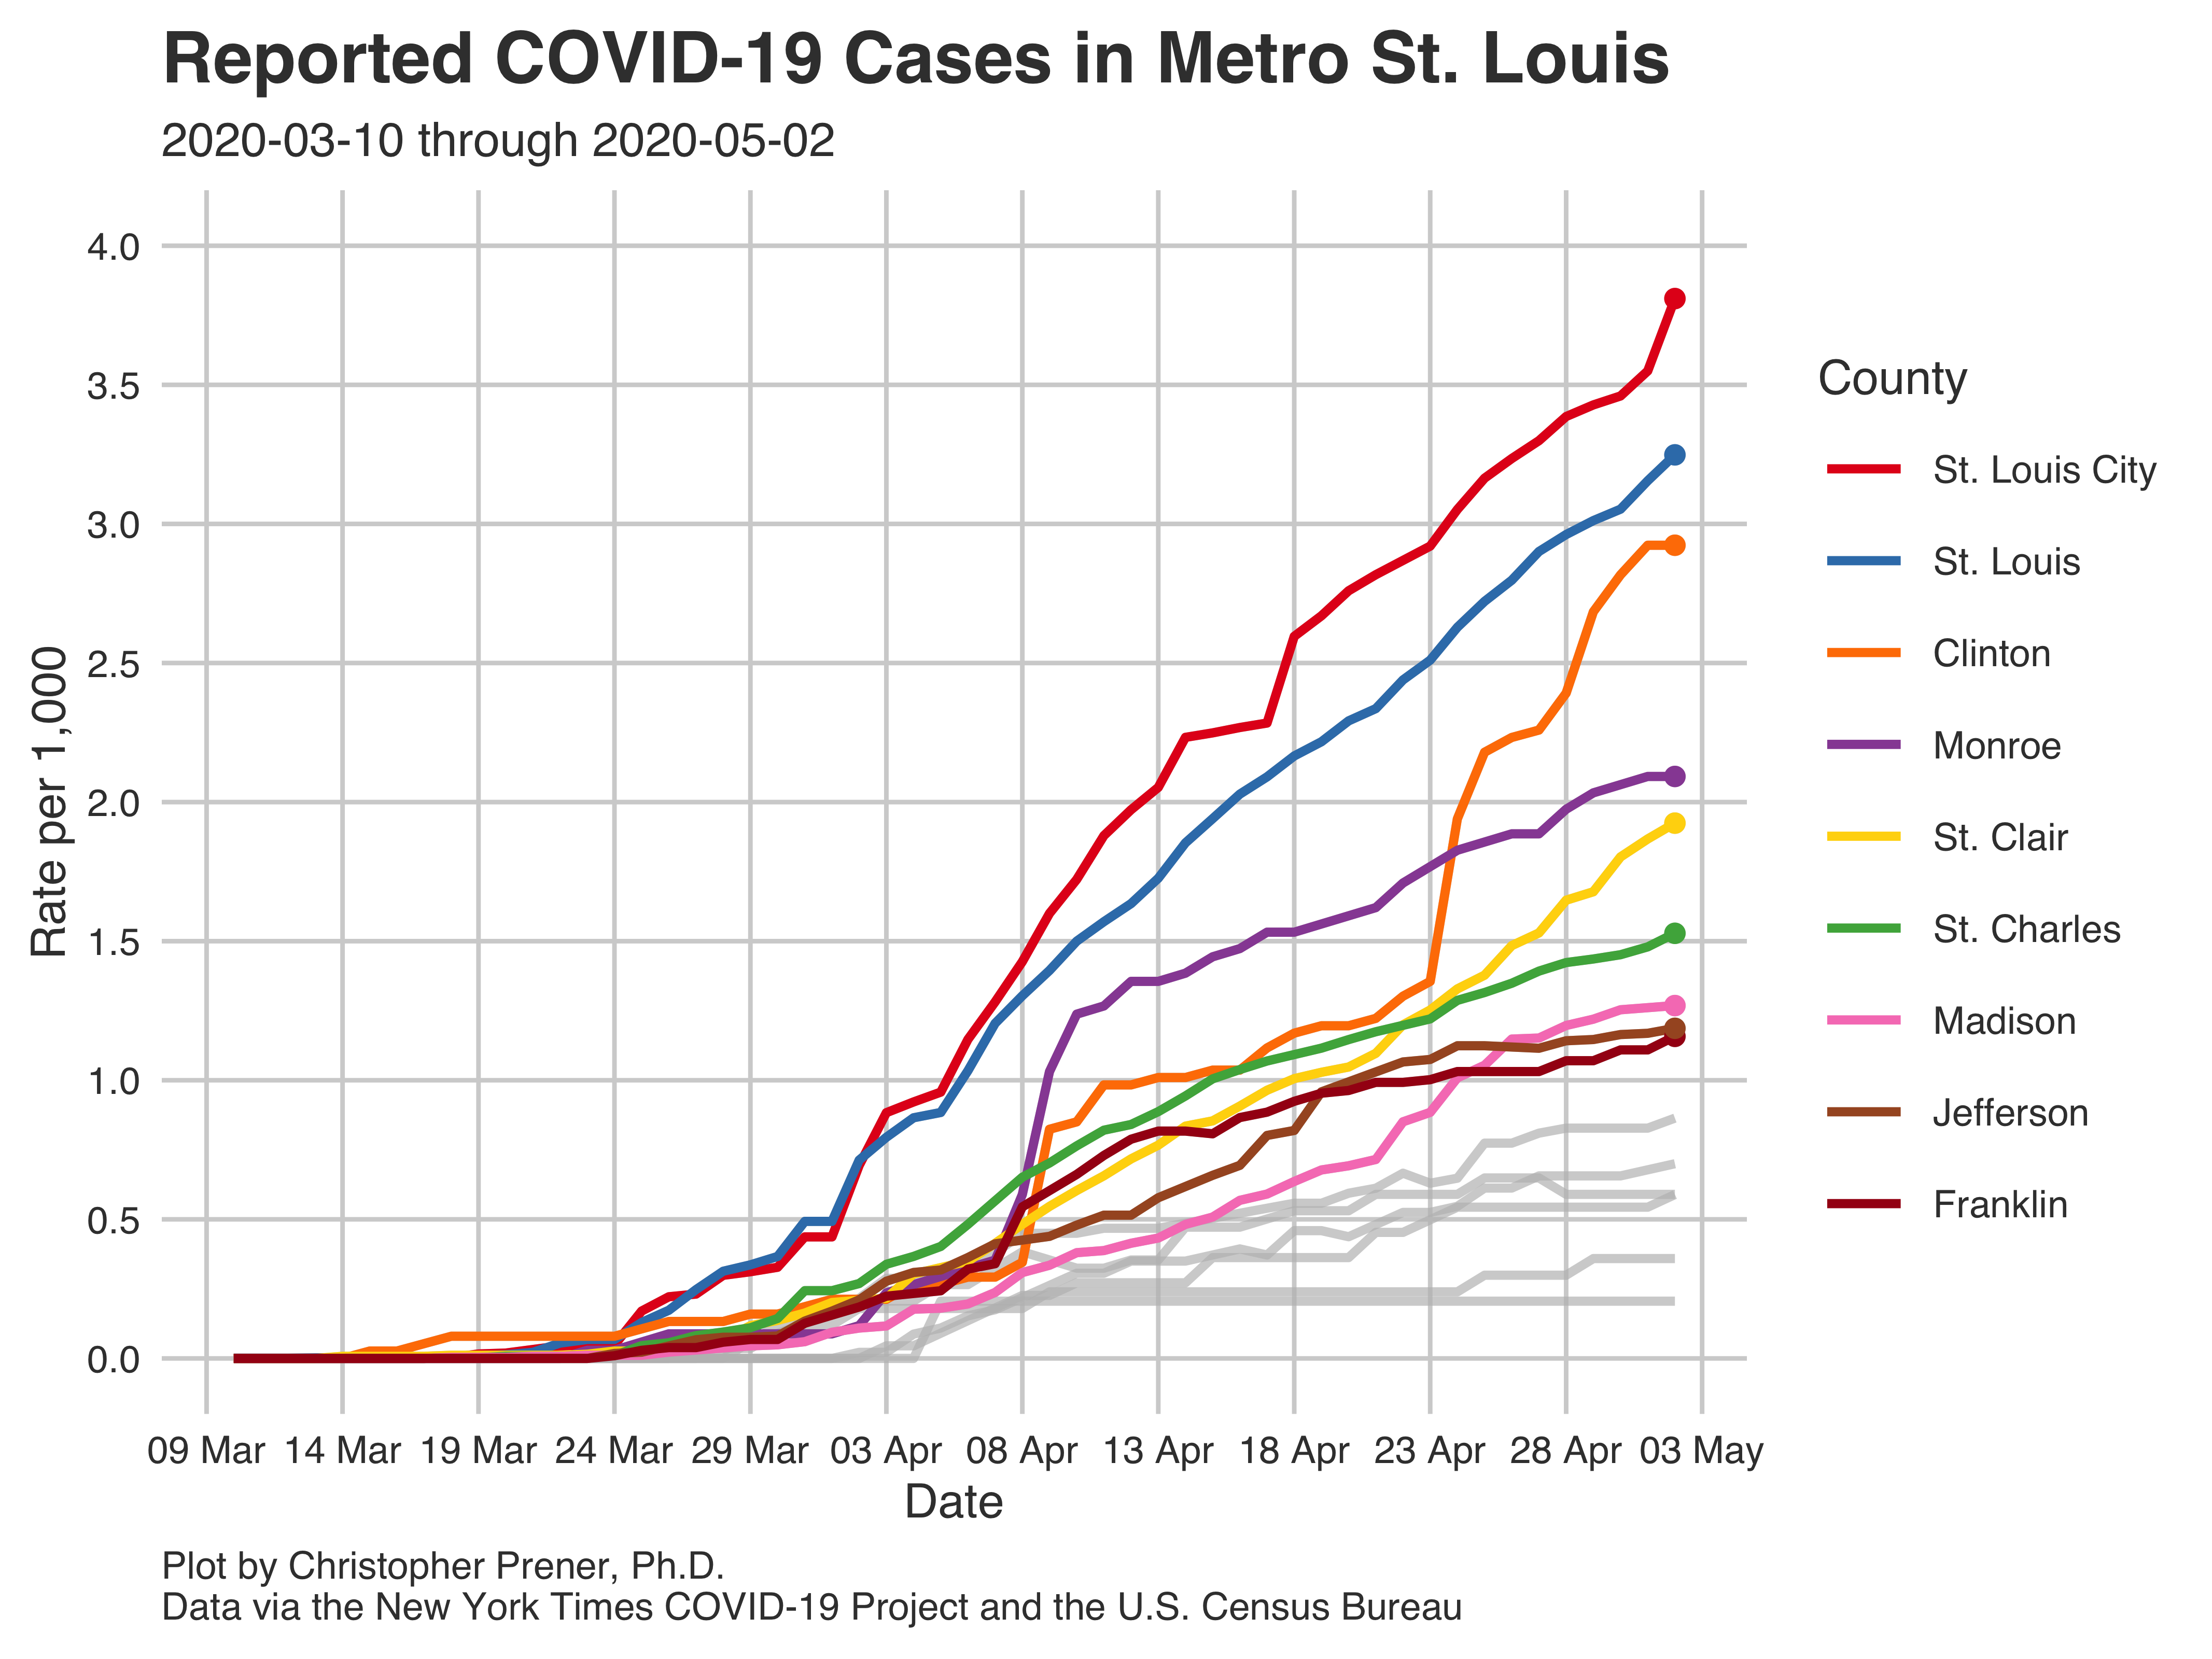 Reported COVID-19 Cases in Metro St. Louis
2020-03-10 through 2020-05-02
4.0
3.5
3.0
2.5
2.0
1.5
1.0
0.5
0.0
Rate per 1,000
09 Mar 14 Mar 19 Mar 24 Mar 29 Mar 03 Apr 08 Apr 13 Apr 18 Apr 23 Apr 28 Apr 03 May
Date
County
St. Louis City
St. Louis
Clinton
Monroe
St. Clair
St. Charles
Madison
Jefferson
Franklin
Plot by Christopher Prener, Ph.D.
Data via the New York Times COVID-19 Project and the U.S. Census Bureau